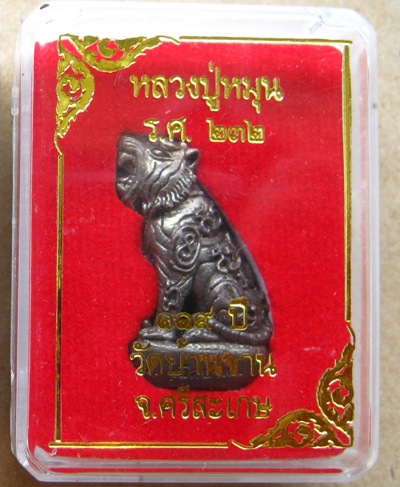 หลวงปู่หมุน
ร.ศ. ๒๓๒
๑๑๙ ปี
วัดบ้านจาน
จ.ศรีสะเกษ